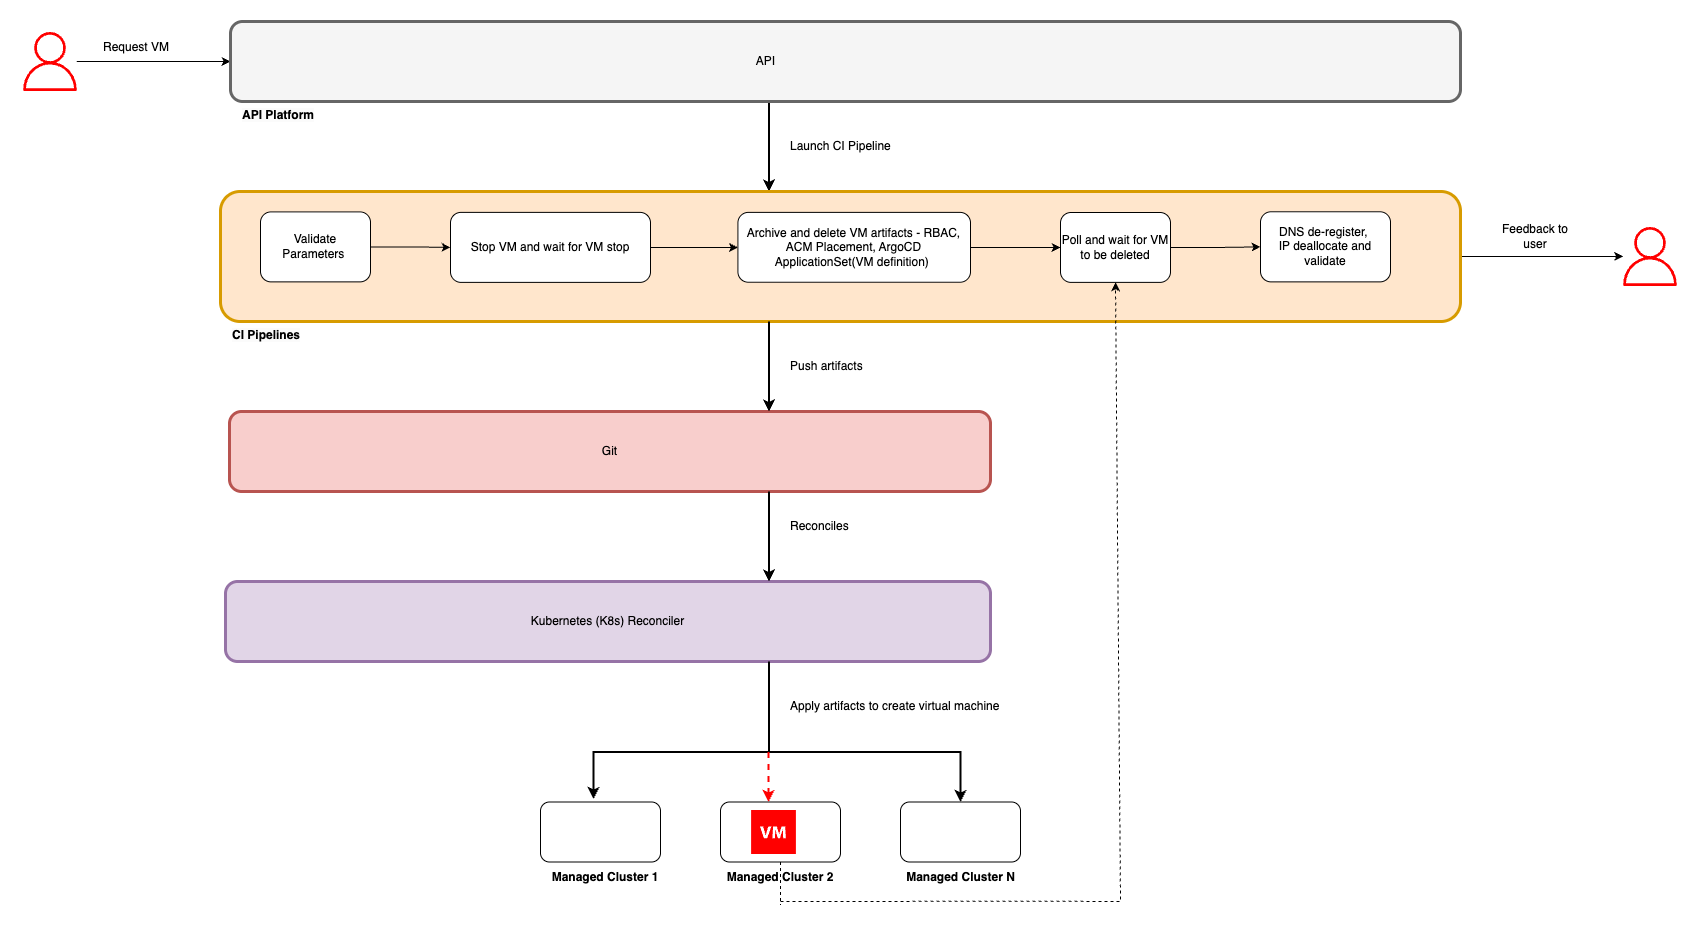 Request VM
API
API Platform
Launch CI Pipeline
Validate
Parameters
Stop VM and wait for VM stop
Archive and delete VM artifacts - RBAC,
ACM Placement, ArgoCD
ApplicationSet(VM definition)
Poll and wait for VM
to be deleted
DNS de-register,
IP deallocate and
validate
Feedback to
user
CI Pipelines
Push artifacts
Git
Reconciles
Kubernetes (K8s) Reconciler
Apply artifacts to create virtual machine
VM
Managed Cluster 1
Managed Cluster 2
Managed Cluster N